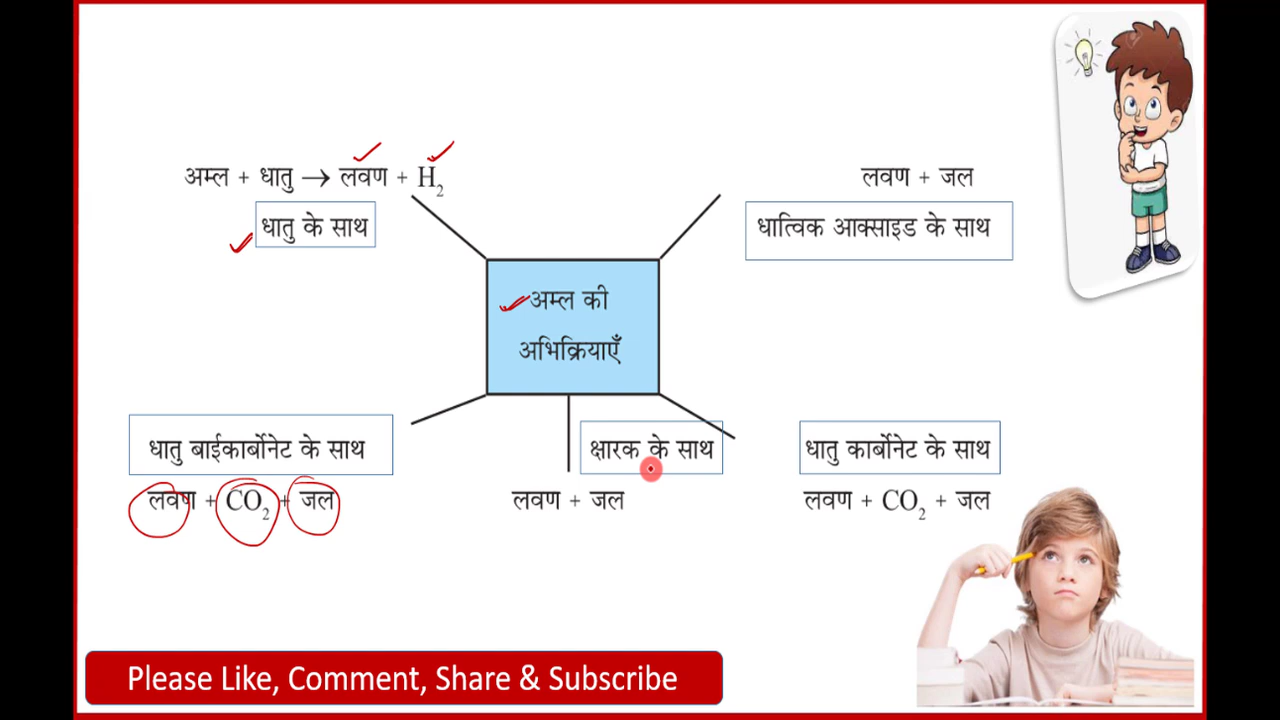 अम्ल + धातु → लवण + H₂
धातु के साथ
लवण + जल
धात्विक आक्साइड के साथ
अम्ल की
अभिक्रियाएँ
धातु बाईकार्बोनेट के साथ
लवण + CO₂ + जल
क्षारक के साथ
लवण + जल
धातु कार्बोनेट के साथ
लवण + CO₂ + जल
Please Like, Comment, Share & Subscribe